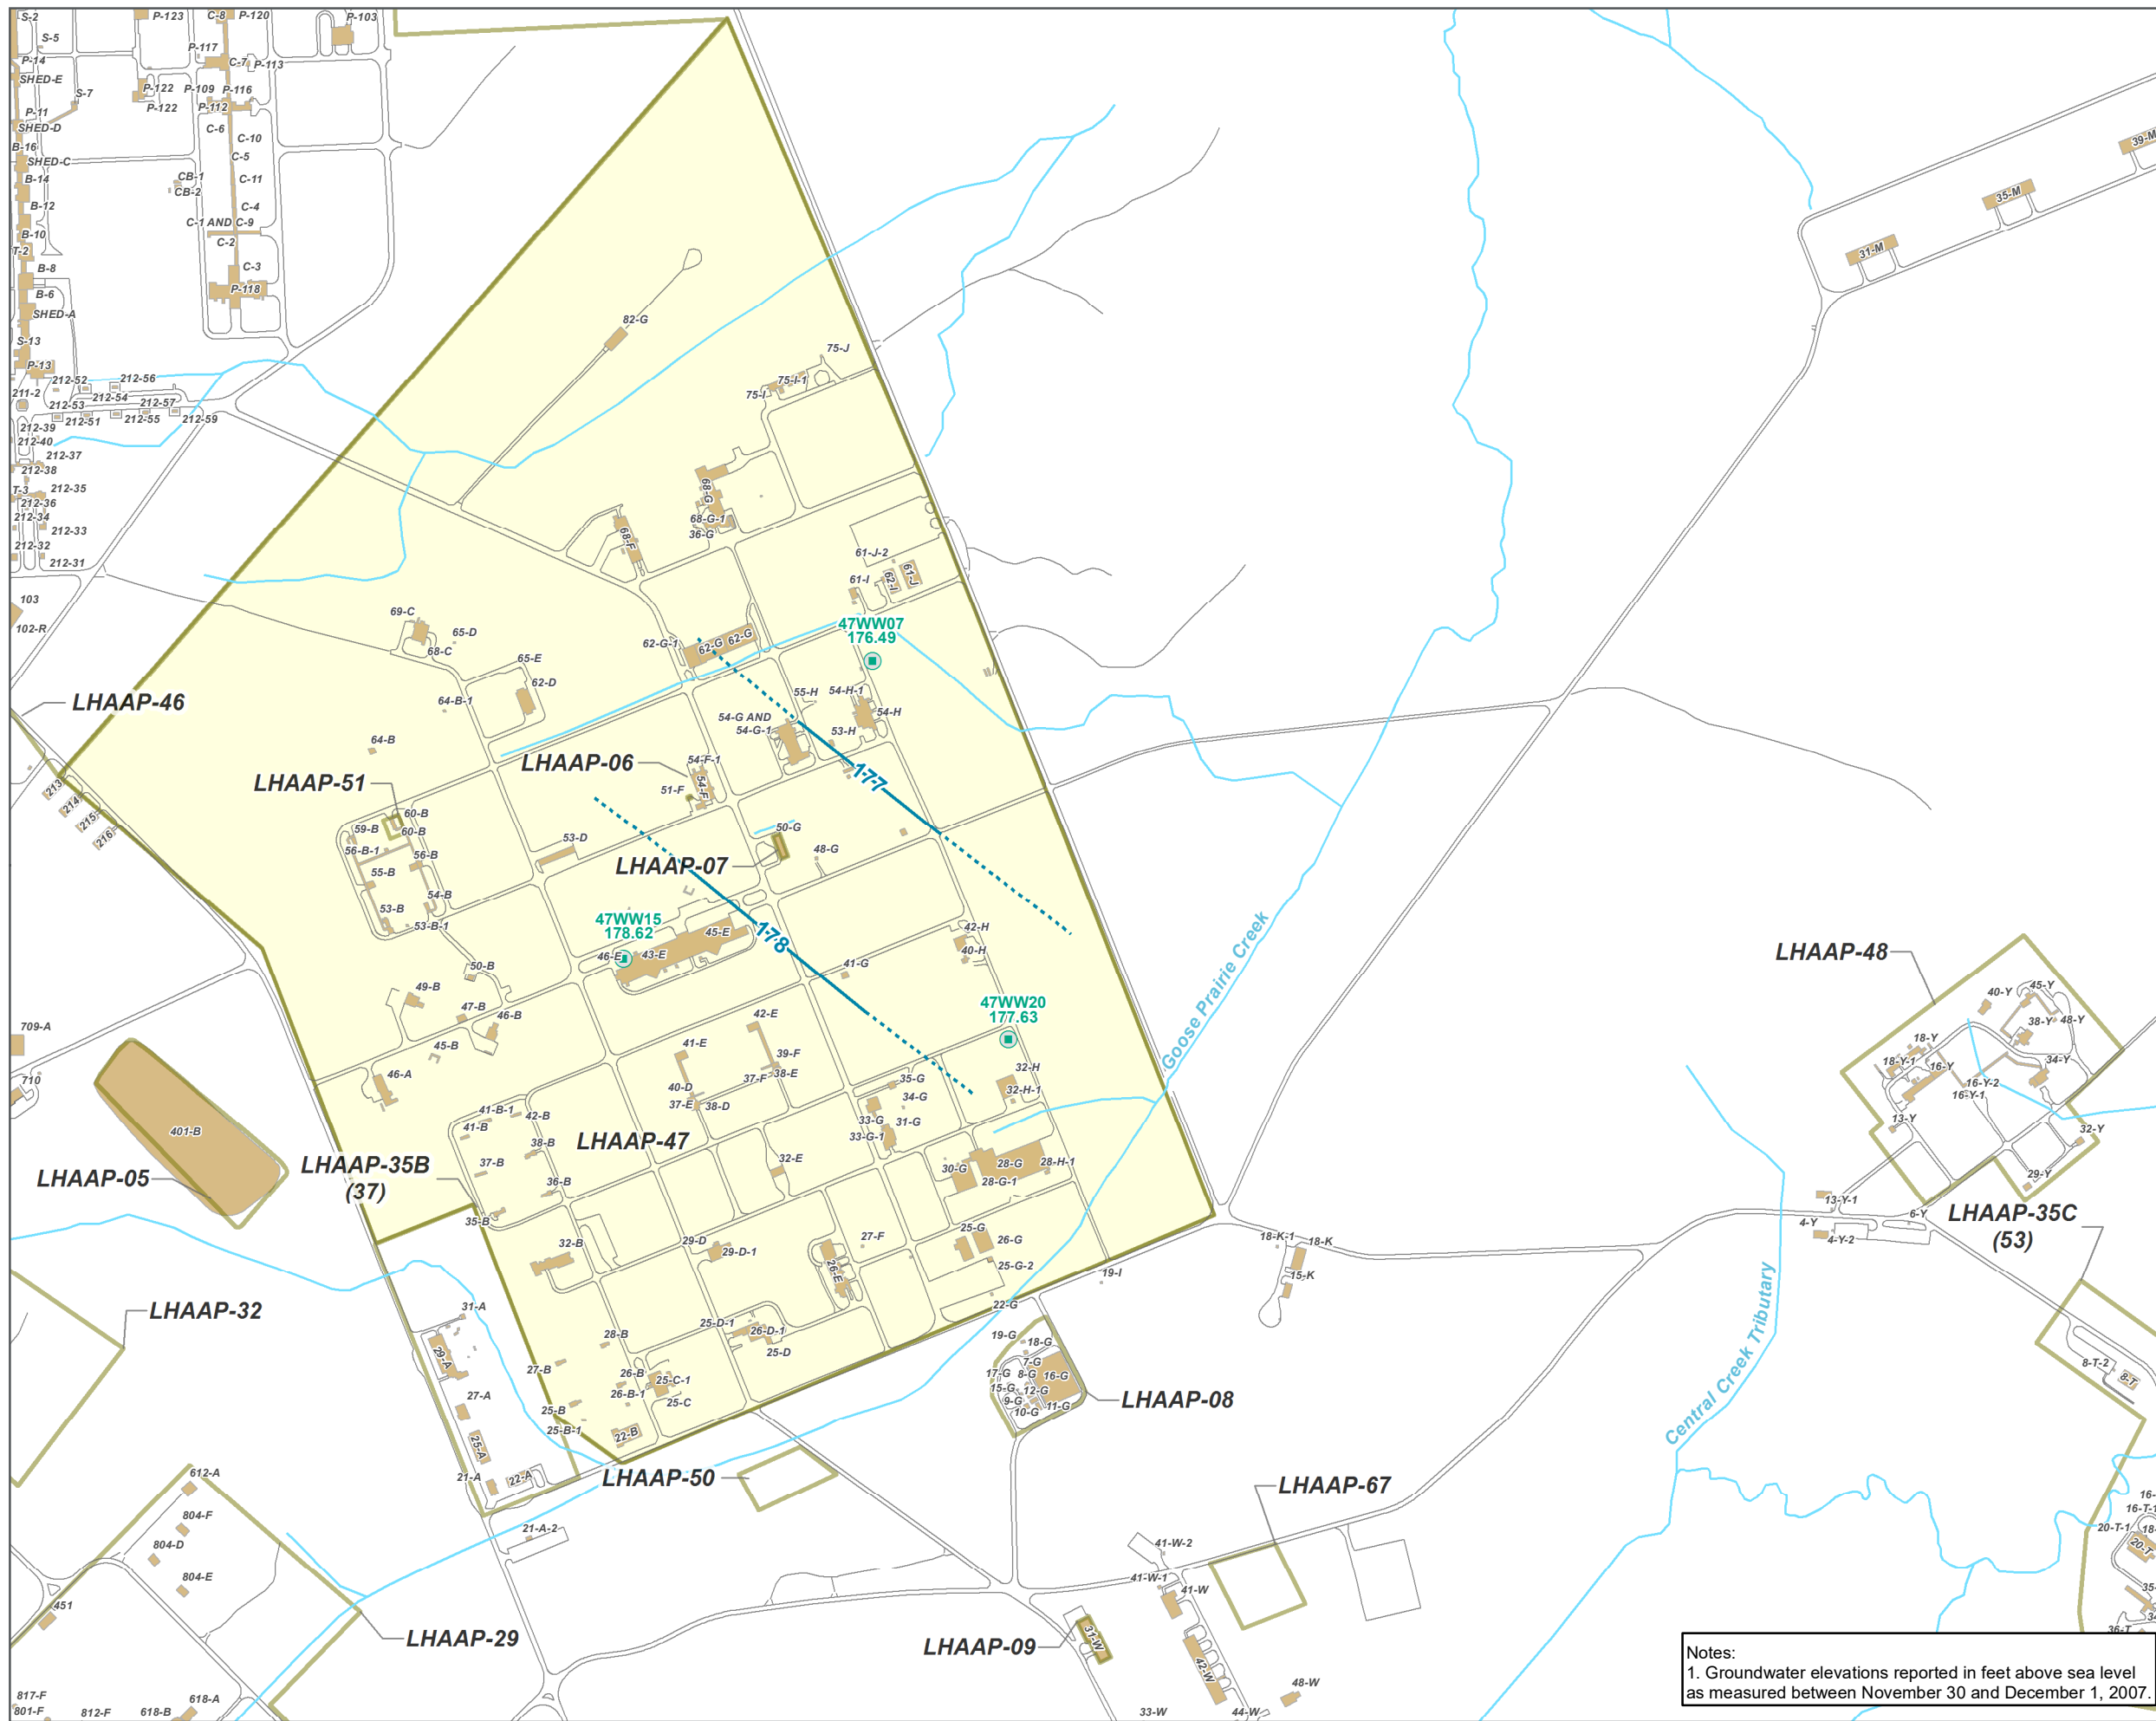 S-2
P-123
C-8
P-120
P-103
S-5
P-117
P-14
C-7
P-113
SHED-E
S-7
P-122
P-109
P-116
P-122
P-112
P-11
SHED-D
C-6
C-10
B-16
C-5
SHED-C
CB-1
C-11
B-14
CB-2
B-12
C-4
C-1 AND C-9
B-10
C-2
T-2
B-8
C-3
B-6
P-118
SHED-A
S-13
P-13
212-52
212-56
211-2
212-54
212-53
212-57
212-51
212-55
212-59
212-39
212-40
212-37
212-38
T-3
212-35
212-36
212-34
212-33
212-32
212-31
103
102-R
39-M
35-M
31-M
82-G
75-J
75-I-1
75-I
68-G
68-G-1
36-G
68-F
61-J-2
61-I
62-I
61-J
69-C
65-D
68-C
47WW07
176.49
62-G-1
62-G
62-G
65-E
62-D
64-B-1
55-H
54-H-1
54-H
54-G AND
54-G-1
53-H
LHAAP-46
64-B
LHAAP-06
54-F-1
54-F
51-F
177
LHAAP-51
213
214
215
216
60-B
60-B
59-B
56-B-1
56-B
55-B
54-B
53-B
53-B-1
53-D
50-G
48-G
LHAAP-07
47WW15
178.62
45-E
46-E
43-E
178
42-H
40-H
41-G
50-B
49-B
47-B
46-B
45-B
46-A
47WW20
177.63
Goose Prairie Creek
LHAAP-48
45-Y
40-Y
38-Y
48-Y
18-Y
18-Y-1
16-Y
34-Y
16-Y-2
16-Y-1
13-Y
32-Y
29-Y
709-A
710
401-B
LHAAP-05
42-E
41-E
39-F
38-E
37-F
40-D
37-E
38-D
35-G
34-G
33-G
31-G
33-G-1
32-H
32-H-1
41-B-1
42-B
41-B
38-B
37-B
36-B
35-B
LHAAP-47
LHAAP-35B
(37)
32-E
30-G
28-G
28-H-1
28-G-1
32-B
29-D
29-D-1
27-F
26-E
25-G
26-G
25-G-2
22-G
19-I
18-K-1
18-K
15-K
13-Y-1
4-Y
4-Y-2
6-Y
LHAAP-35C
(53)
LHAAP-32
31-A
29-A
27-A
25-A
21-A
22-A
28-B
27-B
26-B
26-B-1
25-C-1
25-C
25-B
25-B-1
22-B
25-D-1
26-D-1
25-D
19-G
18-G
7-G
17-G
8-G
16-G
15-G
12-G
9-G
10-G
11-G
LHAAP-08
Central Creek Tributary
8-T-2
8-T
LHAAP-50
LHAAP-67
612-A
804-F
804-D
804-E
451
21-A-2
LHAAP-29
41-W-2
41-W-1
41-W
LHAAP-09
31-W
42-W
48-W
33-W
44-W
16-T-1
20-T-1
20-T
36-T
817-F
801-F
812-F
618-B
618-A
Notes:
1. Groundwater elevations reported in feet above sea level
as measured between November 30 and December 1, 2007.